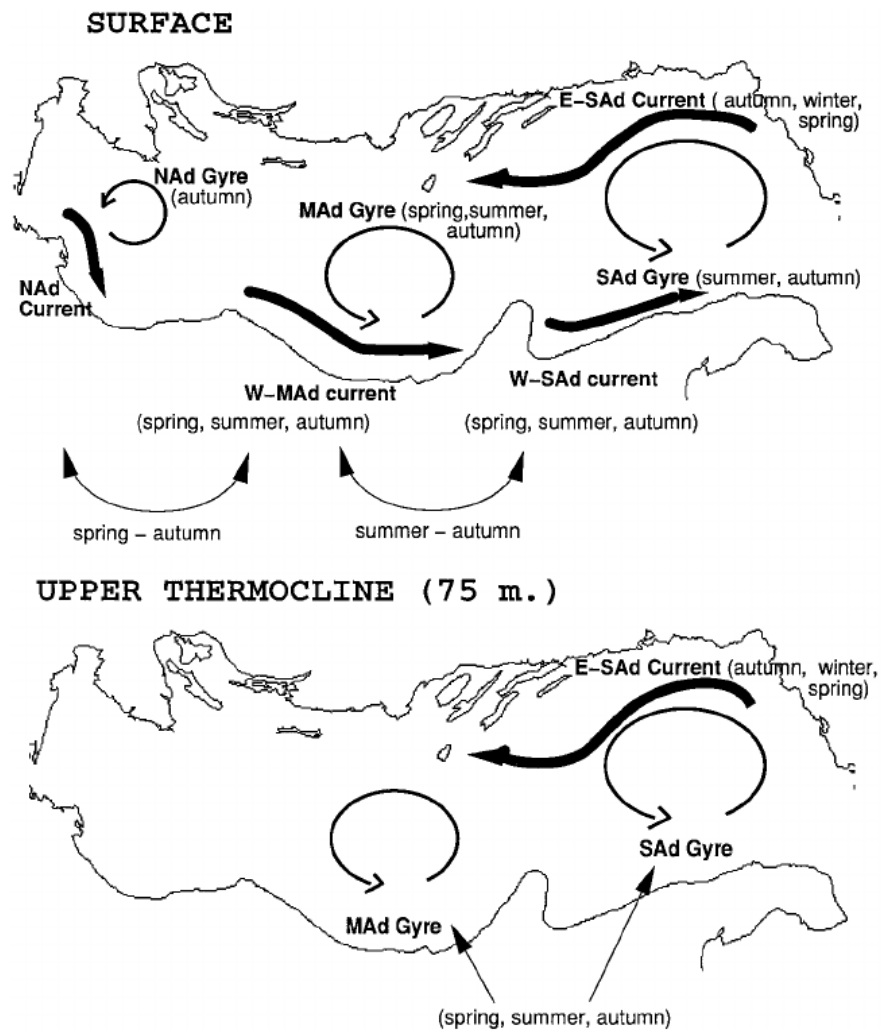 SURFACE
E-SAd Current ( autumn, winter,
spring)
NAd Gyre
(autumn)
MAd Gyre (spring,summer,
autumn)
SAd Gyre (summer, autumn)
NAd
Current
W-MAd current
(spring, summer, autumn)
W-SAd current
(spring, summer, autumn)
spring - autumn
summer - autumn
UPPER THERMOCLINE (75 m.)
E-SAd Current (autumn, winter,
spring)
SAd Gyre
MAd Gyre
(spring, summer, autumn)